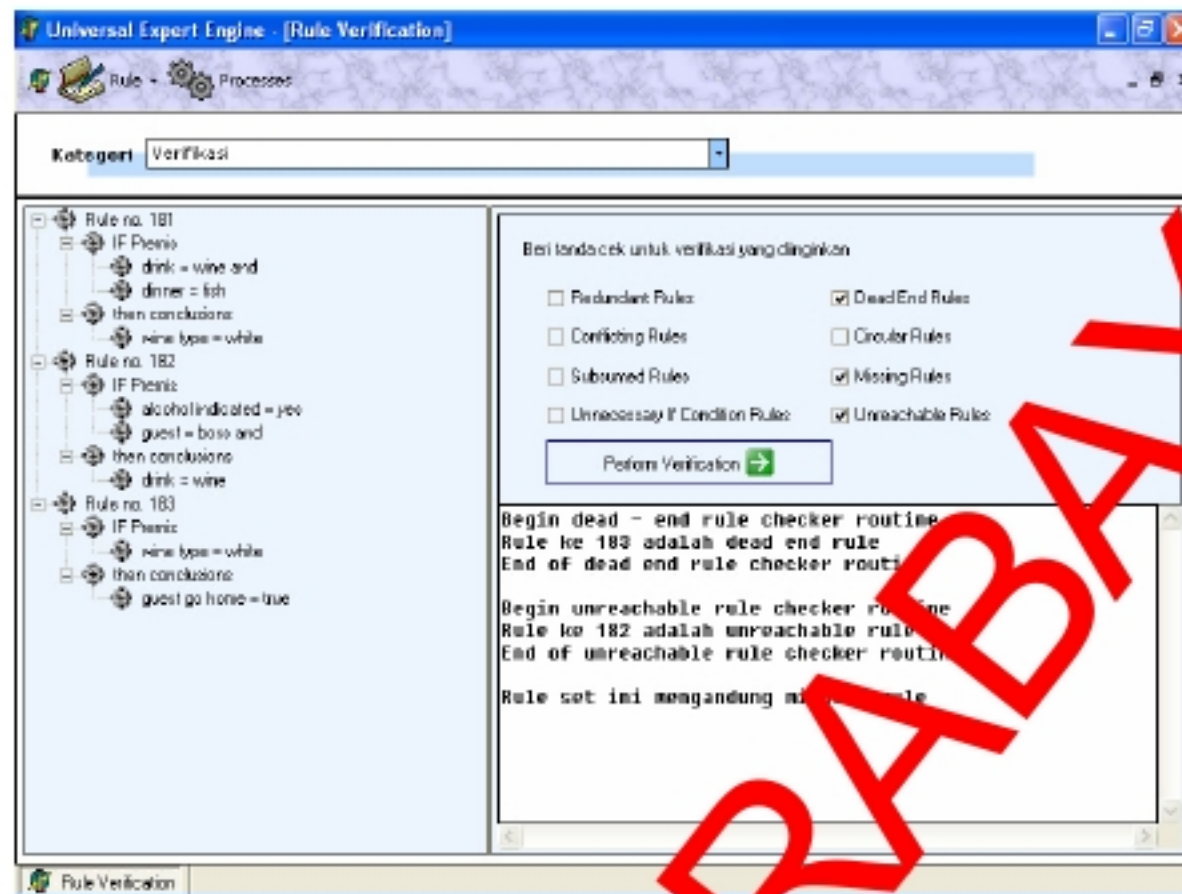 Universal Expert Engine - [Rule Verification]
Rule Processes
Kategori Verifikasi
Rule no. 181
IF Premis
drink = wine and
dinner = fish
then conclusions
wine type = white
Rule no. 182
IF Premis
alcohol indicated = yes
guest = boss and
then conclusions
drink = wine
Rule no. 183
IF Premis
wine type = white
then conclusions
guest go home = true
Beri tanda cek untuk verifikasi yang diinginkan
Redundant Rules
Dead End Rules
Conflicting Rules
Circular Rules
Subsumed Rules
Missing Rules
Unnecessary If Condition Rules
Unreachable Rules
Perform Verification
Begin dead - end rule checker routine
Rule ke 183 adalah dead end rule
End of dead end rule checker
Begin unreachable rule checker
Rule ke 182 adalah unreachable rule
End of unreachable rule checker
Rule set ini mengandung
RABAY
Rule Verification